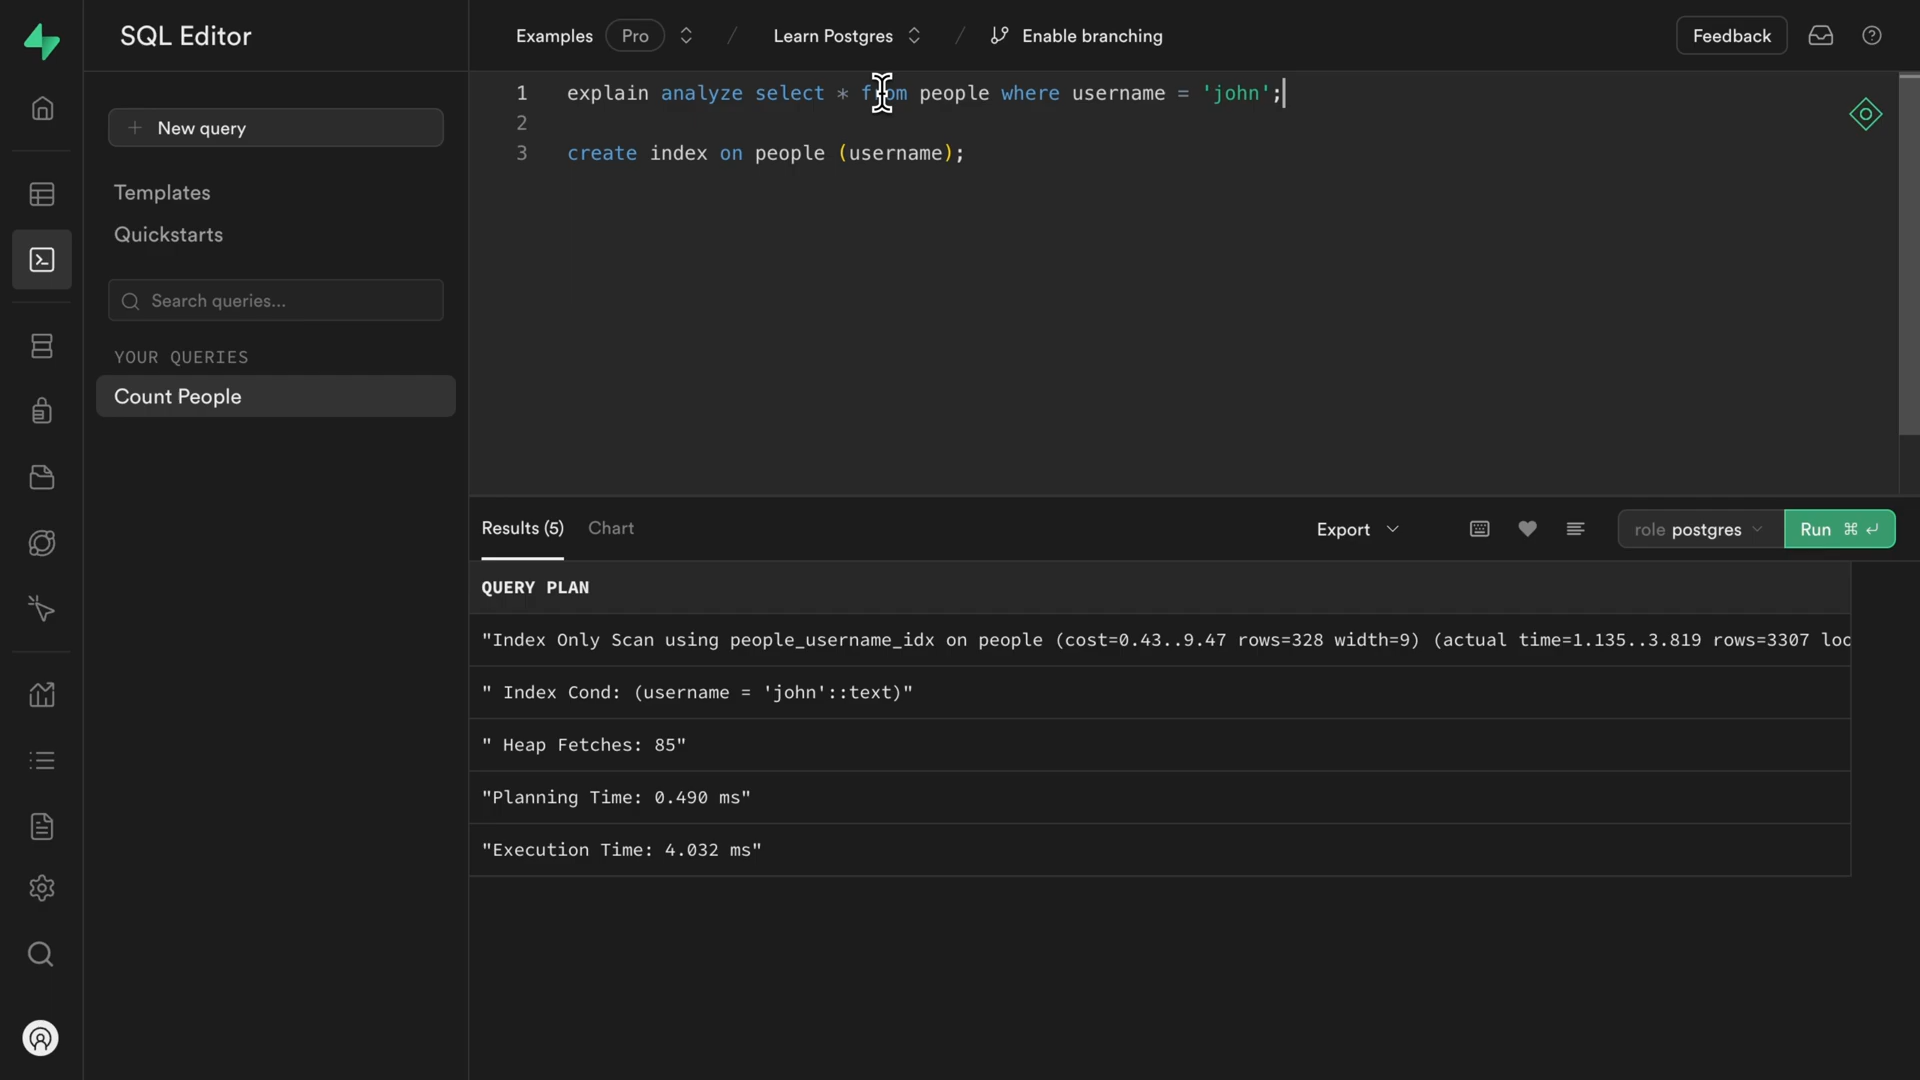 SQL Editor
Examples Pro / Learn Postgres / Enable branching
Feedback
New query
Templates
Quickstarts
Search queries...
YOUR QUERIES
Count People
1 explain analyze select * from people where username = 'john';
2
3 create index on people (username);
Results (5) Chart
Export
role postgres
Run ⌘ ↵
QUERY PLAN
"Index Only Scan using people_username_idx on people (cost=0.43..9.47 rows=328 width=9) (actual time=1.135..3.819 rows=3307 loo
" Index Cond: (username = 'john'::text)"
" Heap Fetches: 85"
"Planning Time: 0.490 ms"
"Execution Time: 4.032 ms"